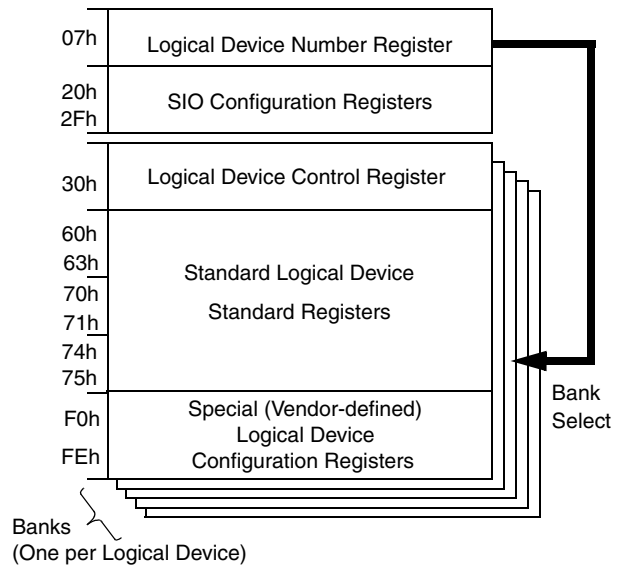 07h
Logical Device Number Register
20h
2Fh
SIO Configuration Registers
30h
Logical Device Control Register
60h
63h
70h
71h
74h
75h
Standard Logical Device
Standard Registers
F0h
FEh
Special (Vendor-defined)
Logical Device
Configuration Registers
Bank
Select
Banks
(One per Logical Device)